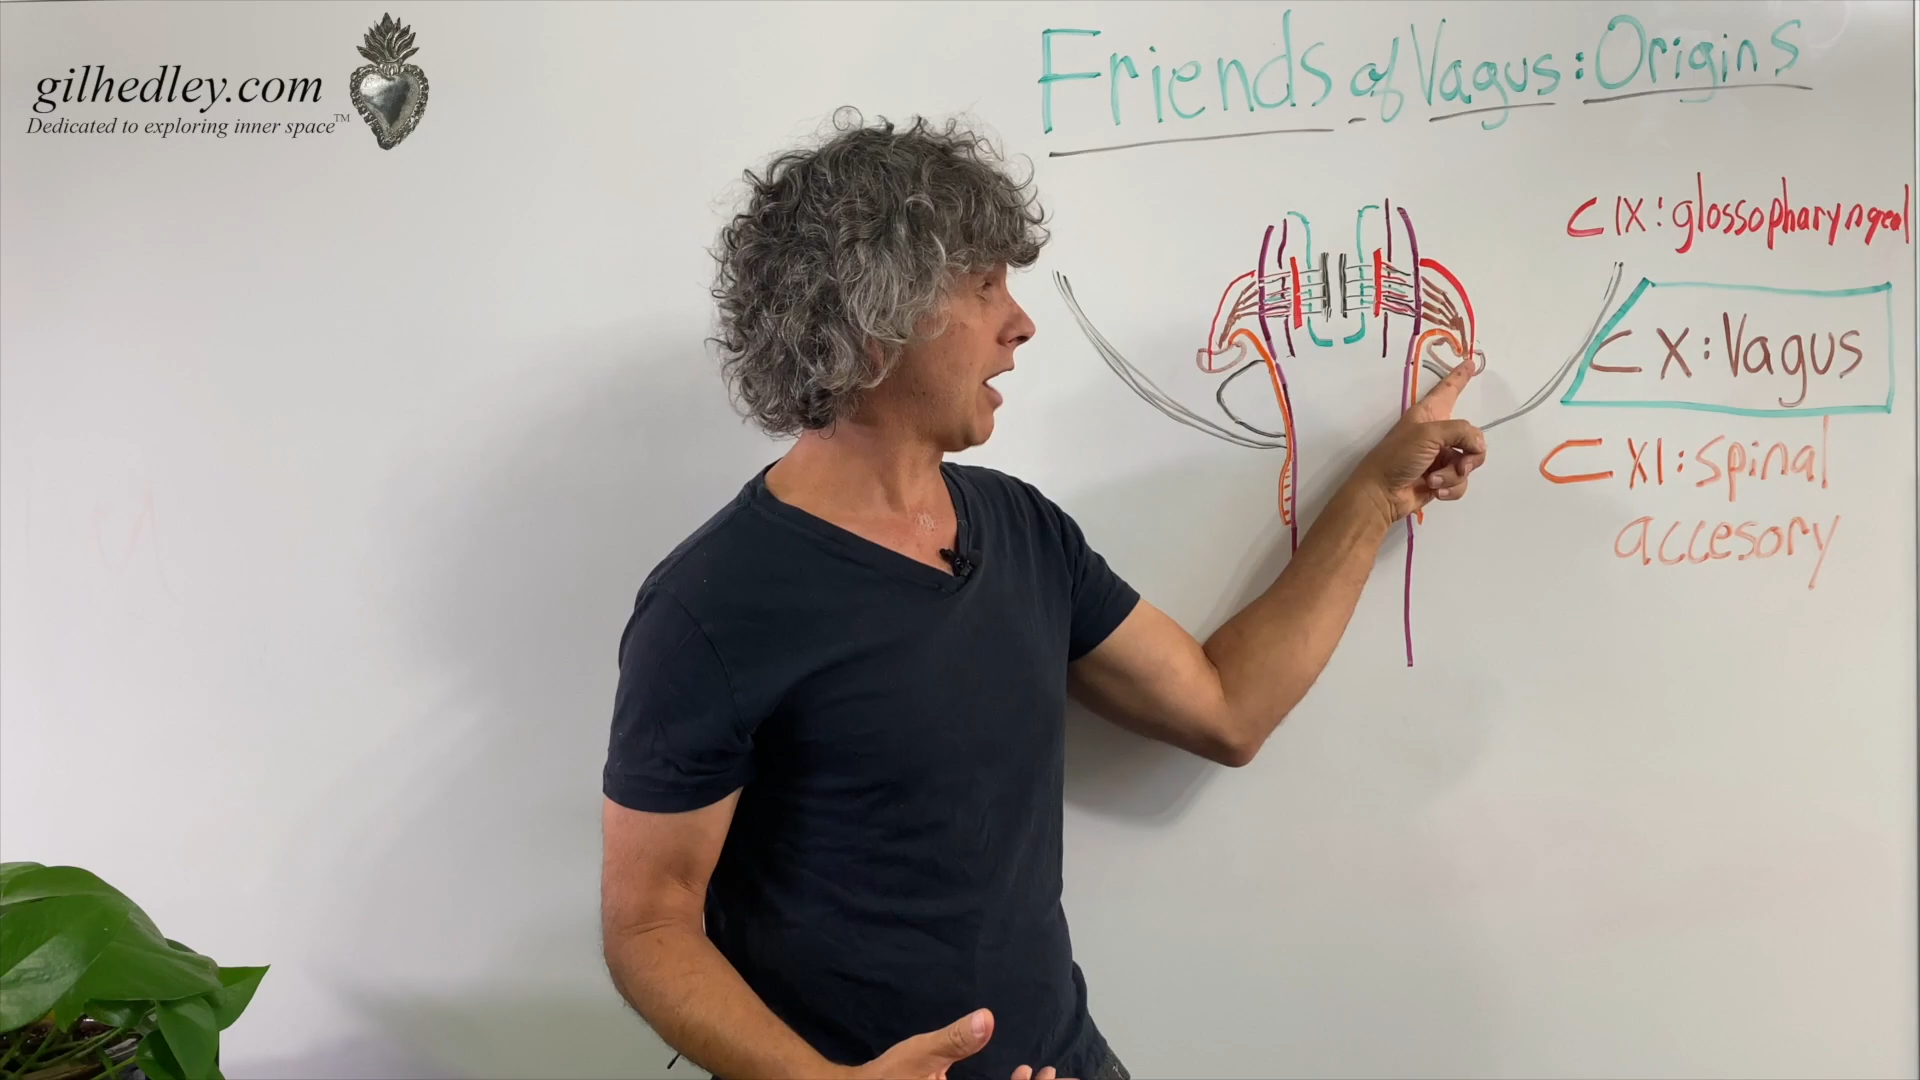 gilhedley.com
Dedicated to exploring inner space™
Friends of Vagus: Origins
C IX: glossopharyngeal
C X: Vagus
C XI: spinal
accesory